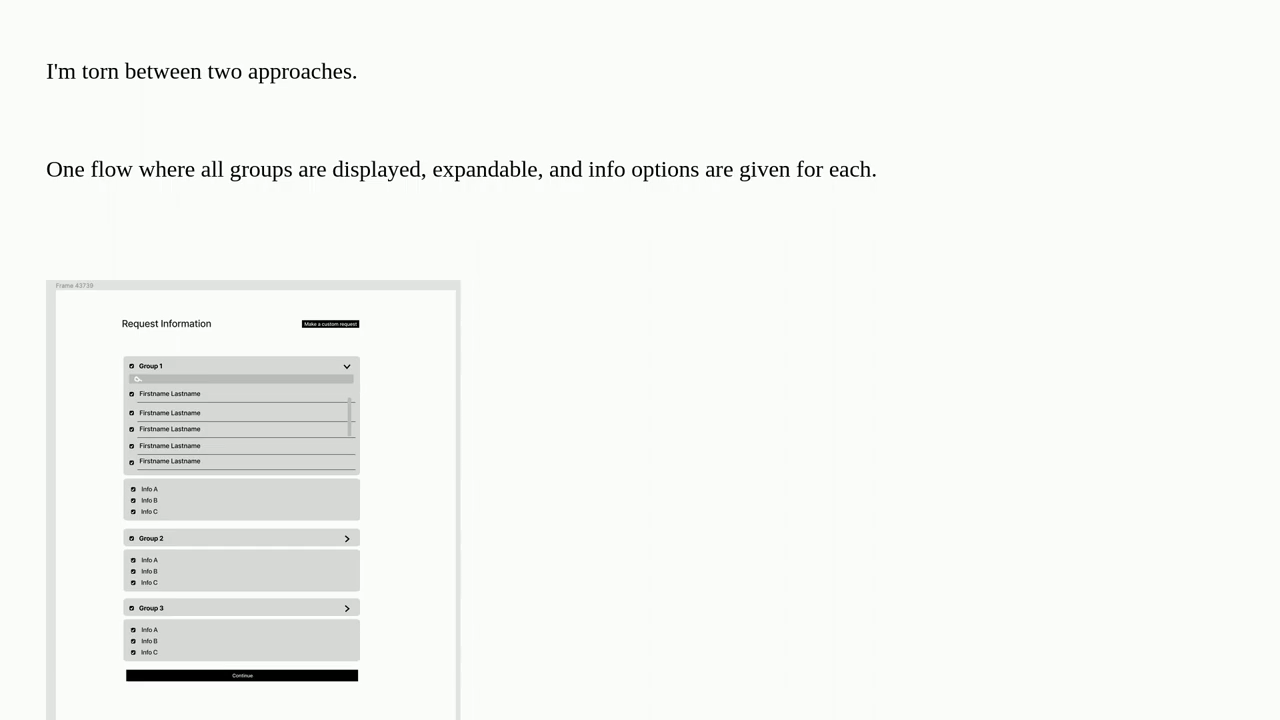 I'm torn between two approaches.
One flow where all groups are displayed, expandable, and info options are given for each.
Frame 43739
Request Information
Make a custom request
Group 1
Firstname Lastname
Firstname Lastname
Firstname Lastname
Firstname Lastname
Firstname Lastname
Info A
Info B
Info C
Group 2
Info A
Info B
Info C
Group 3
Info A
Info B
Info C
Continue